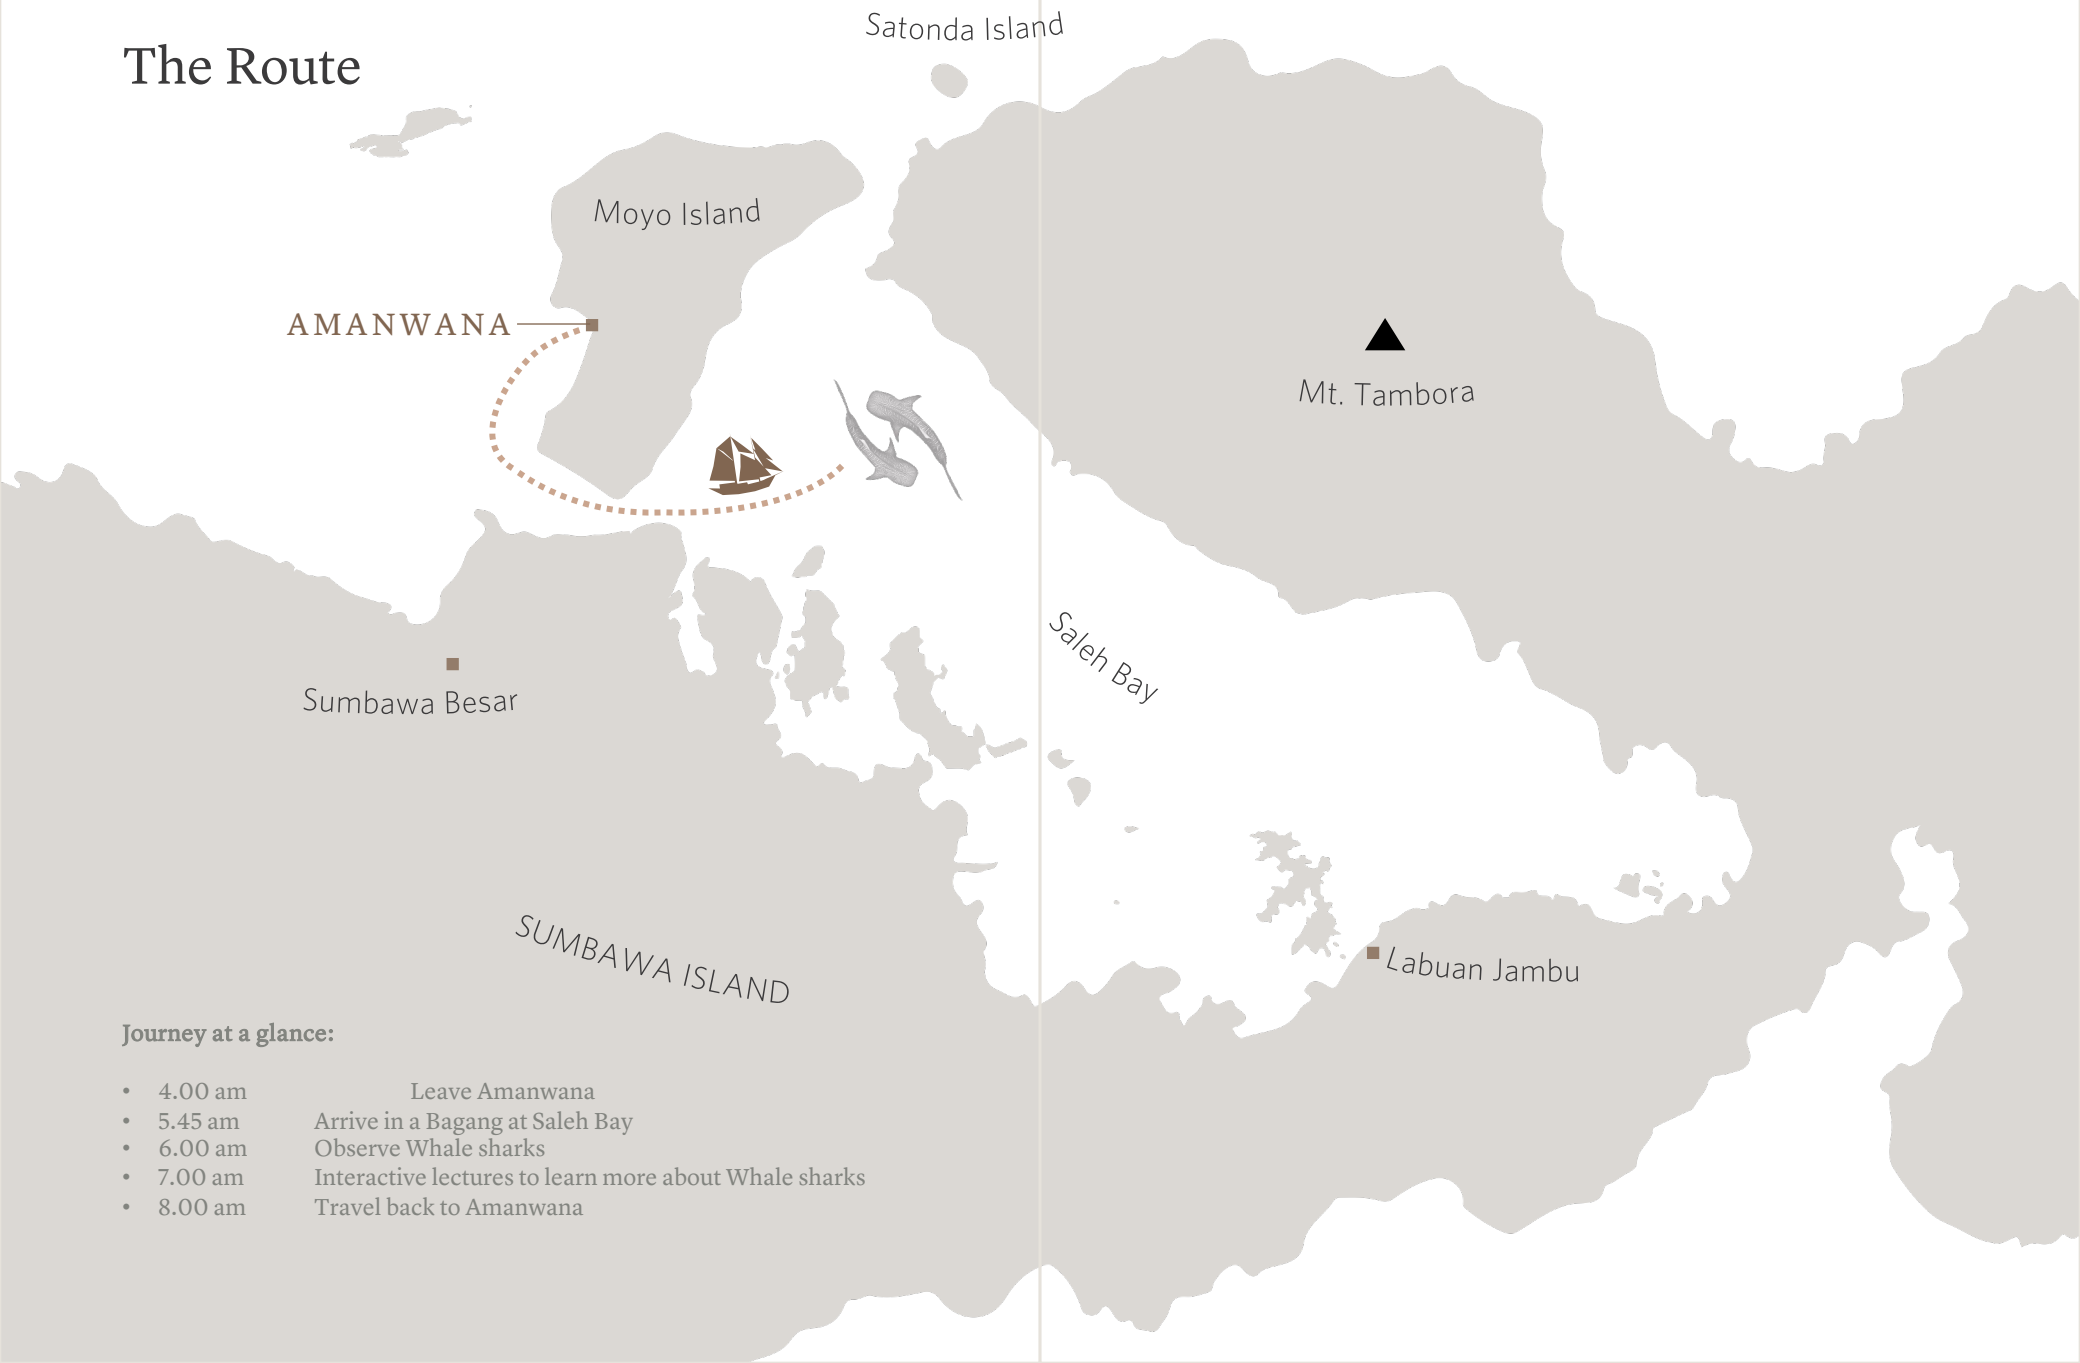 Satonda Island
The Route
Moyo Island
AMANWANA
Mt. Tambora
Saleh Bay
Sumbawa Besar
SUMBAWA ISLAND
Labuan Jambu
Journey at a glance:
• 4.00 am Leave Amanwana
• 5.45 am Arrive in a Bagang at Saleh Bay
• 6.00 am Observe Whale sharks
• 7.00 am Interactive lectures to learn more about Whale sharks
• 8.00 am Travel back to Amanwana